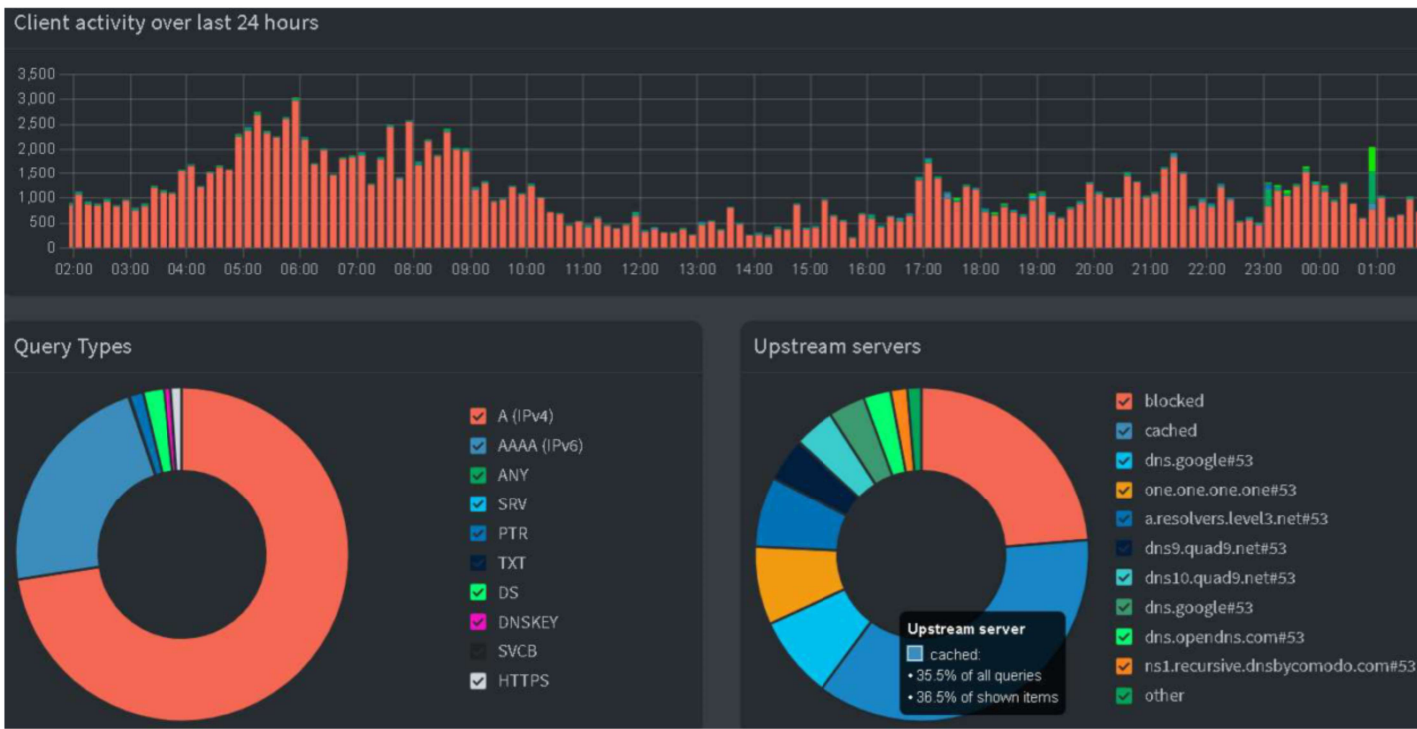 Client activity over last 24 hours
3,500
3,000
2,500
2,000
1,500
1,000
500
0
02:00 03:00 04:00 05:00 06:00 07:00 08:00 09:00 10:00 11:00 12:00 13:00 14:00 15:00 16:00 17:00 18:00 19:00 20:00 21:00 22:00 23:00 00:00 01:00
Query Types
A (IPv4)
AAAA (IPv6)
ANY
SRV
PTR
TXT
DS
DNSKEY
SVCB
HTTPS
Upstream servers
blocked
cached
dns.google#53
one.one.one.one#53
a.resolvers.level3.net#53
dns9.quad9.net#53
dns10.quad9.net#53
dns.google#53
dns.opendns.com#53
ns1.recursive.dnsbycomodo.com#53
other
Upstream server
cached:
• 35.5% of all queries
• 36.5% of shown items